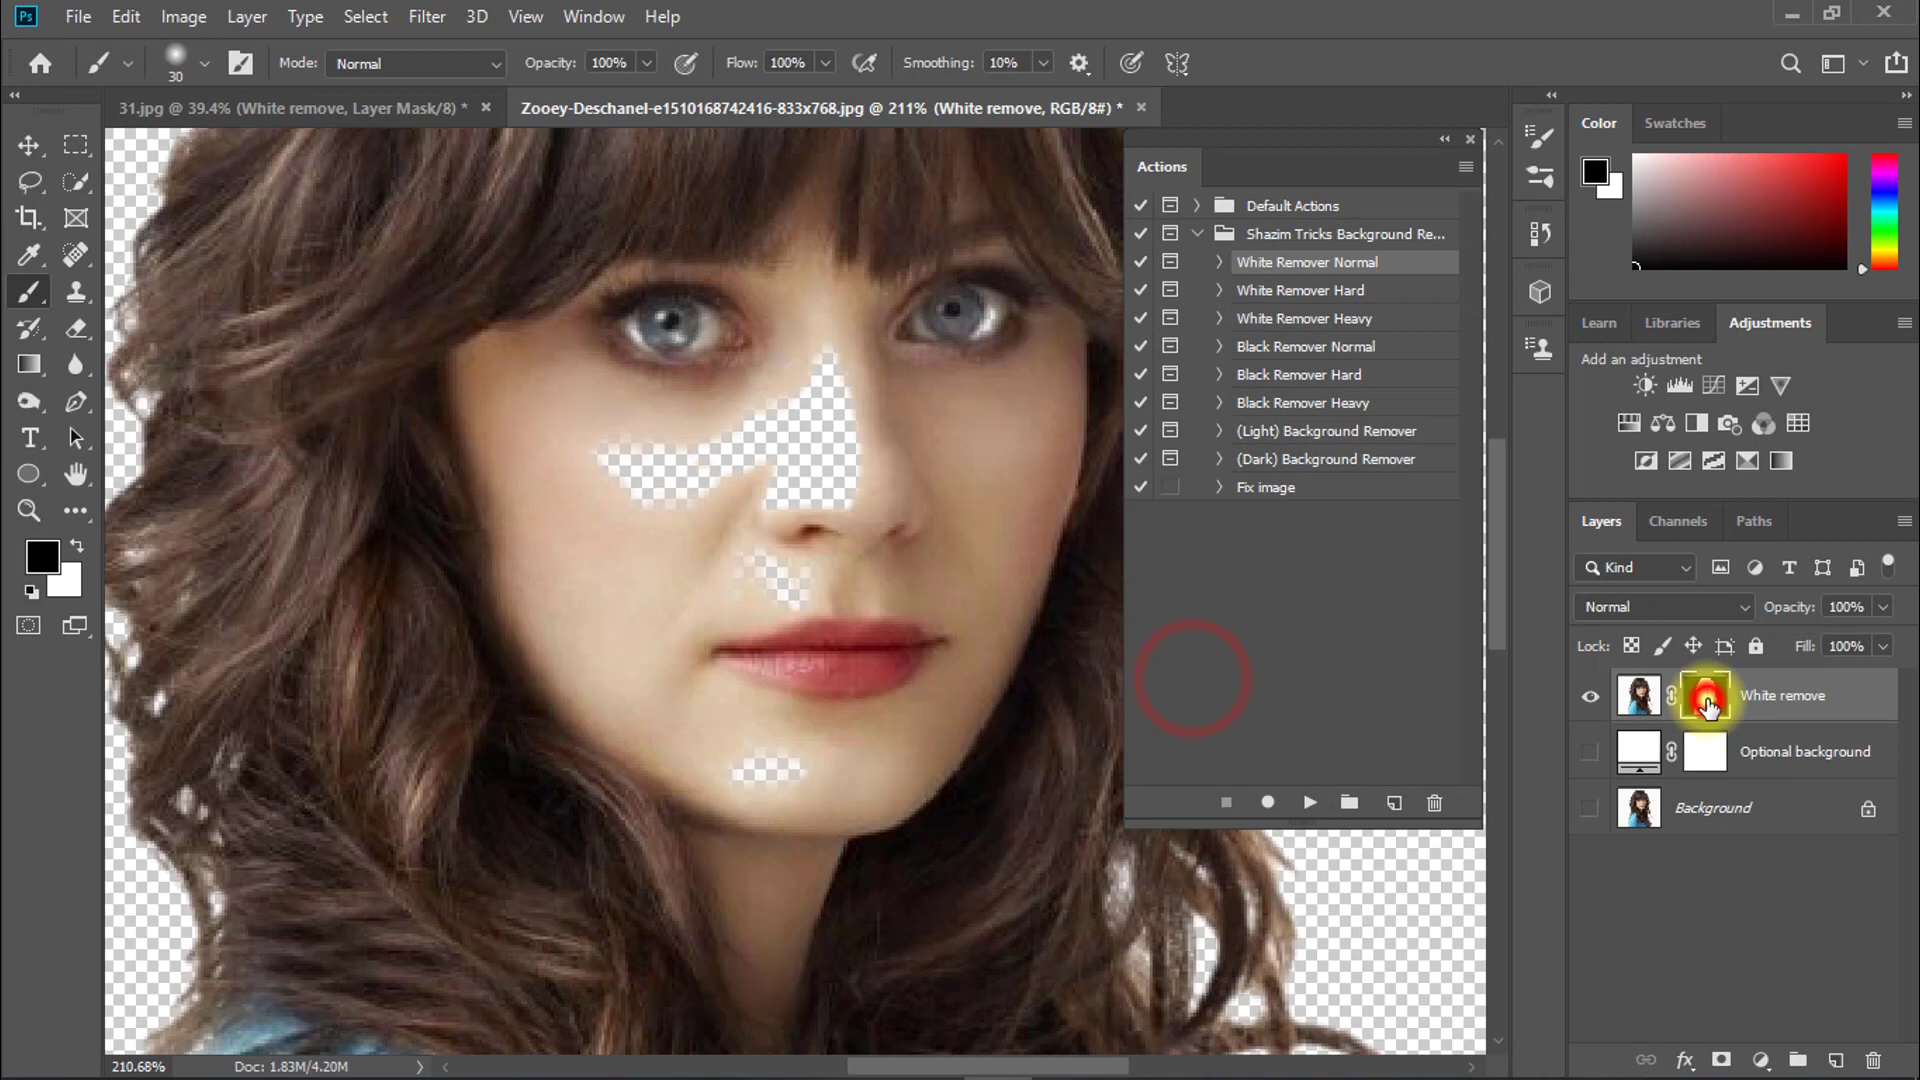 Ps File Edit Image Layer Type Select Filter 3D View Window Help
30 Mode: Normal Opacity: 100% Flow: 100% Smoothing: 10%
31.jpg @ 39.4% (White remove, Layer Mask/8) *
Zooey-Deschanel-e1510168742416-833x768.jpg @ 211% (White remove, RGB/8#) *
Actions
Default Actions
Shazim Tricks Background Re...
White Remover Normal
White Remover Hard
White Remover Heavy
Black Remover Normal
Black Remover Hard
Black Remover Heavy
(Light) Background Remover
(Dark) Background Remover
Fix image
Color Swatches
Learn Libraries Adjustments
Add an adjustment
Layers Channels Paths
Kind
Normal Opacity: 100%
Lock: Fill: 100%
White remove
Optional background
Background
210.68% Doc: 1.83M/4.20M